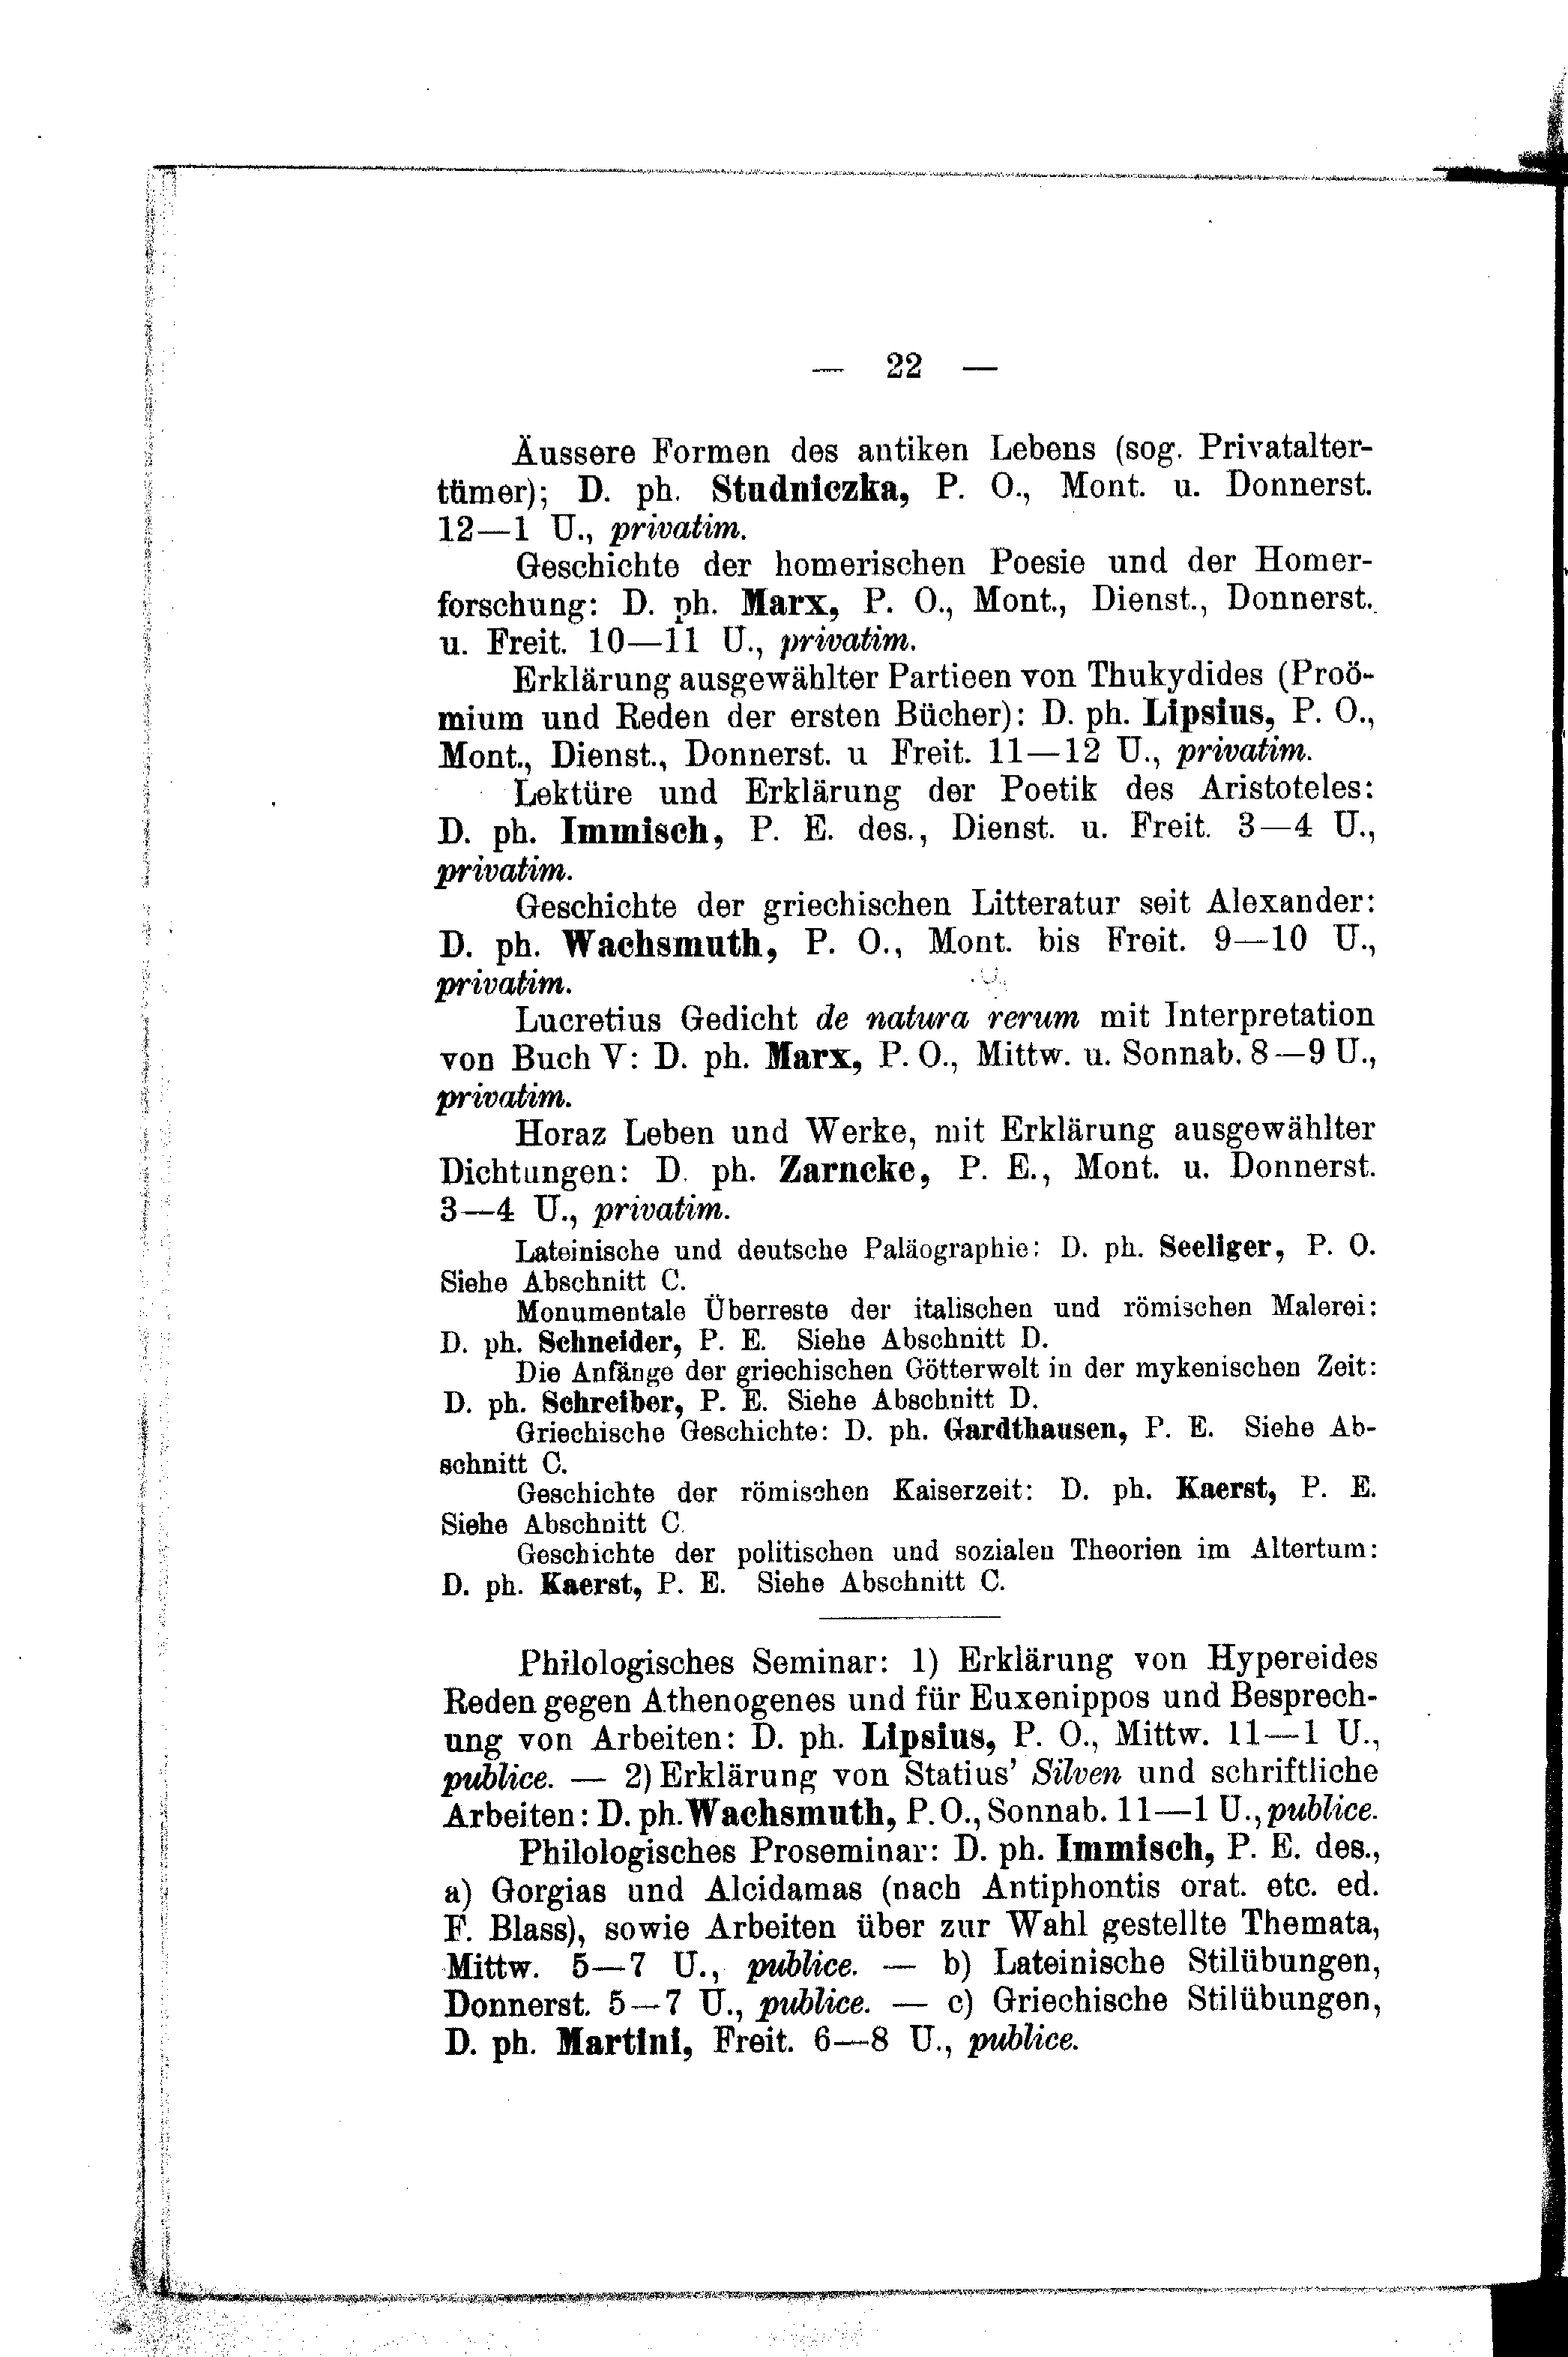 — 22 —
Äussere Formen des antiken Lebens (sog. Privatalter-
tümer); D. ph. Studniczka, P. O., Mont. u. Donnerst.
12—1 U., privatim.
Geschichte der homerischen Poesie und der Homer-
forschung: D. ph. Marx, P. O., Mont., Dienst., Donnerst.
u. Freit. 10—11 U., privatim.
Erklärung ausgewählter Partieen von Thukydides (Proö-
mium und Reden der ersten Bücher): D. ph. Lipsius, P. O.,
Mont., Dienst., Donnerst. u Freit. 11—12 U., privatim.
Lektüre und Erklärung der Poetik des Aristoteles:
D. ph. Immisch, P. E. des., Dienst. u. Freit. 3—4 U.,
privatim.
Geschichte der griechischen Litteratur seit Alexander:
D. ph. Wachsmuth, P. O., Mont. bis Freit. 9—10 U.,
privatim.
Lucretius Gedicht de natura rerum mit Interpretation
von Buch V: D. ph. Marx, P. O., Mittw. u. Sonnab. 8—9 U.,
privatim.
Horaz Leben und Werke, mit Erklärung ausgewählter
Dichtungen: D. ph. Zarncke, P. E., Mont. u. Donnerst.
3—4 U., privatim.
Lateinische und deutsche Paläographie: D. ph. Seeliger, P. O.
Siehe Abschnitt C.
Monumentale Überreste der italischen und römischen Malerei:
D. ph. Schneider, P. E. Siehe Abschnitt D.
Die Anfänge der griechischen Götterwelt in der mykenischen Zeit:
D. ph. Schreiber, P. E. Siehe Abschnitt D.
Griechische Geschichte: D. ph. Gardthausen, P. E. Siehe Ab-
schnitt C.
Geschichte der römischen Kaiserzeit: D. ph. Kaerst, P. E.
Siehe Abschnitt C.
Geschichte der politischen und sozialen Theorien im Altertum:
D. ph. Kaerst, P. E. Siehe Abschnitt C.
Philologisches Seminar: 1) Erklärung von Hypereides
Reden gegen Athenogenes und für Euxenippos und Besprech-
ung von Arbeiten: D. ph. Lipsius, P. O., Mittw. 11—1 U.,
publice. — 2) Erklärung von Statius' Silven und schriftliche
Arbeiten: D. ph. Wachsmuth, P. O., Sonnab. 11—1 U., publice.
Philologisches Proseminar: D. ph. Immisch, P. E. des.,
a) Gorgias und Alcidamas (nach Antiphontis orat. etc. ed.
F. Blass), sowie Arbeiten über zur Wahl gestellte Themata,
Mittw. 5—7 U., publice. — b) Lateinische Stilübungen,
Donnerst. 5—7 U., publice. — c) Griechische Stilübungen,
D. ph. Martini, Freit. 6—8 U., publice.